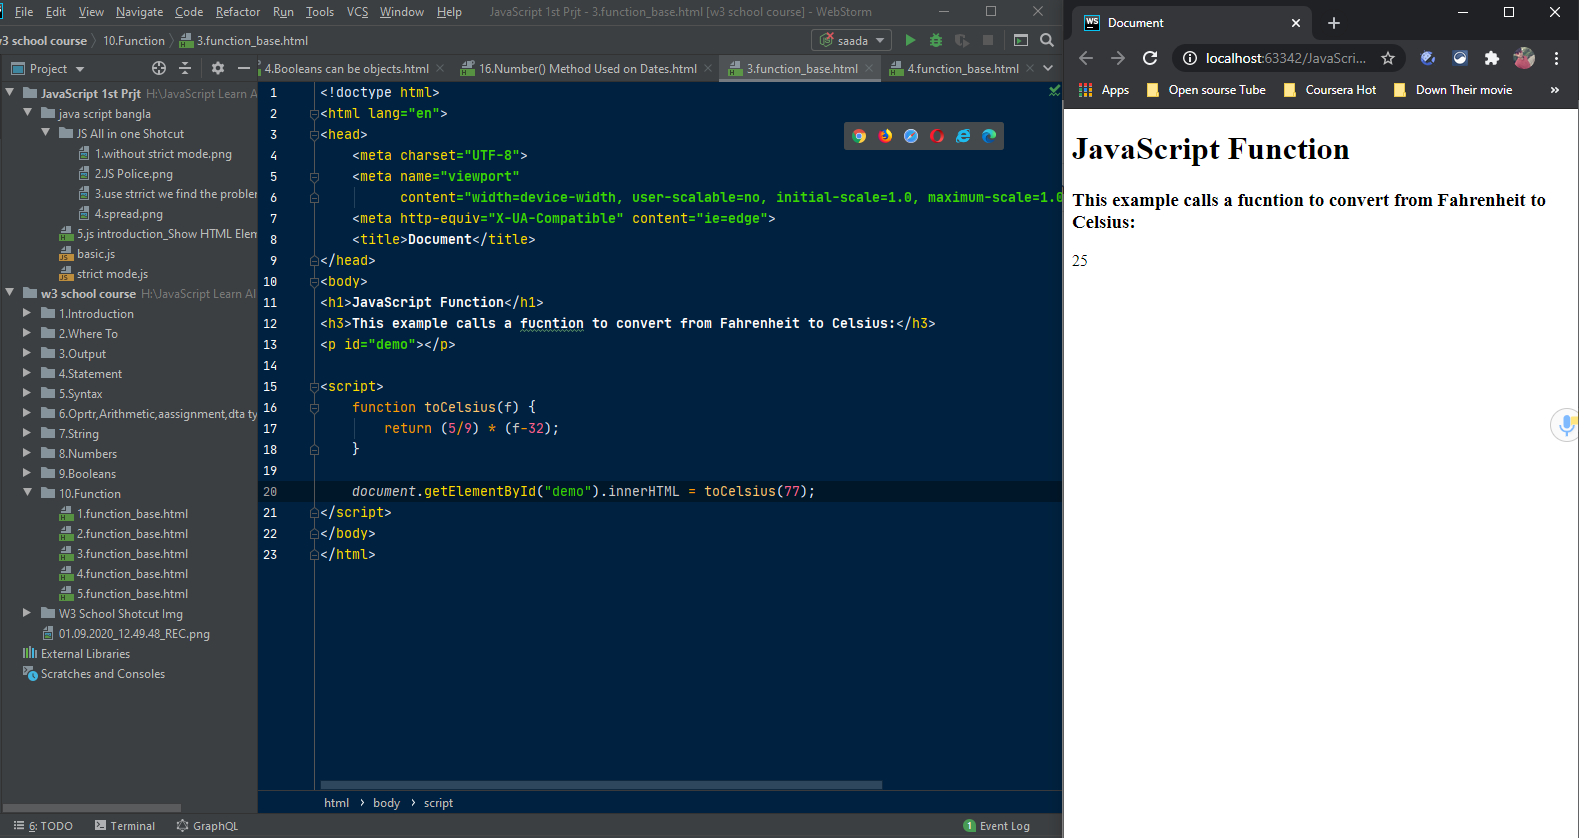 File Edit View Navigate Code Refactor Run Tools VCS Window Help JavaScript 1st Prjt - 3.function_base.html [w3 school course] - WebStorm
school course 10.Function 3.function_base.html saada
Project
4.Booleans can be objects.html 16.Number() Method Used on Dates.html 3.function_base.html 4.function_base.html
JavaScript 1st Prjt H:\JavaScript Learn A
java script bangla
JS All in one Shotcut
1.without strict mode.png
2.JS Police.png
3.use strrict we find the probler
4.spread.png
5.js introduction_Show HTML Elem
basic.js
strict mode.js
w3 school course H:\JavaScript Learn Al
1.Introduction
2.Where To
3.Output
4.Statement
5.Syntax
6.Oprtr,Arithmetic,aassignment,dta ty
7.String
8.Numbers
9.Booleans
10.Function
1.function_base.html
2.function_base.html
3.function_base.html
4.function_base.html
5.function_base.html
W3 School Shotcut Img
01.09.2020_12.49.48_REC.png
External Libraries
Scratches and Consoles
1 <!doctype html>
2 <html lang="en">
3 <head>
4 <meta charset="UTF-8">
5 <meta name="viewport"
6 content="width=device-width, user-scalable=no, initial-scale=1.0, maximum-scale=1.0
7 <meta http-equiv="X-UA-Compatible" content="ie=edge">
8 <title>Document</title>
9 </head>
10 <body>
11 <h1>JavaScript Function</h1>
12 <h3>This example calls a fucntion to convert from Fahrenheit to Celsius:</h3>
13 <p id="demo"></p>
14
15 <script>
16 function toCelsius(f) {
17 return (5/9) * (f-32);
18 }
19
20 document.getElementById("demo").innerHTML = toCelsius(77);
21 </script>
22 </body>
23 </html>
html › body › script
6: TODO Terminal GraphQL 1 Event Log
WS Document
localhost:63342/JavaScri...
Apps Open sourse Tube Coursera Hot Down Their movie »
JavaScript Function
This example calls a fucntion to convert from Fahrenheit to
Celsius:
25